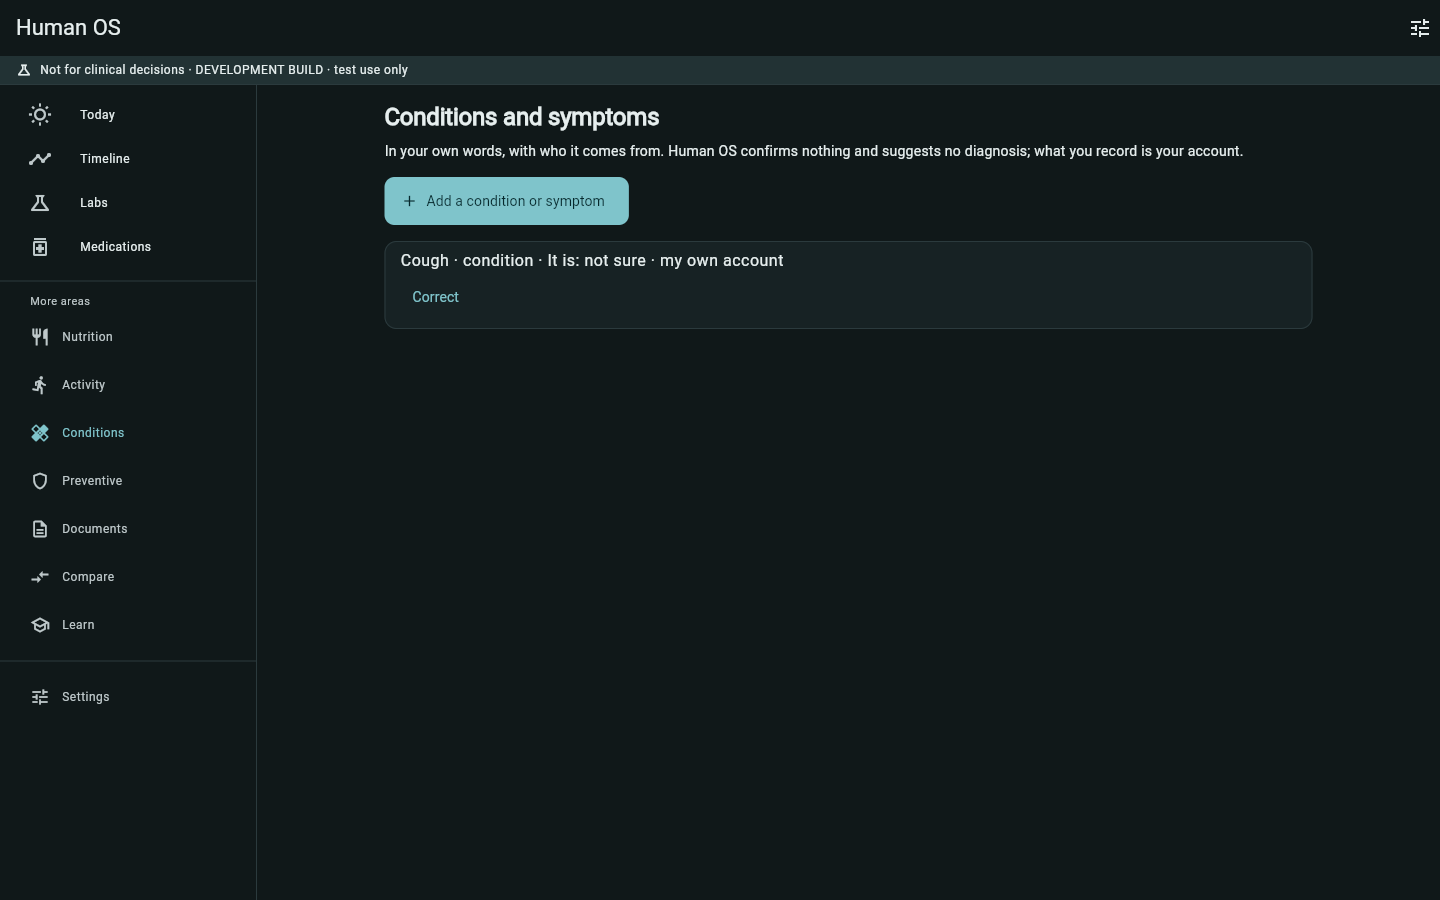 Human OS
Not for clinical decisions · DEVELOPMENT BUILD · test use only
Today
Timeline
Labs
Medications
More areas
Nutrition
Activity
Conditions
Preventive
Documents
Compare
Learn
Settings
Conditions and symptoms
In your own words, with who it comes from. Human OS confirms nothing and suggests no diagnosis; what you record is your account.
+ Add a condition or symptom
Cough · condition · It is: not sure · my own account
Correct